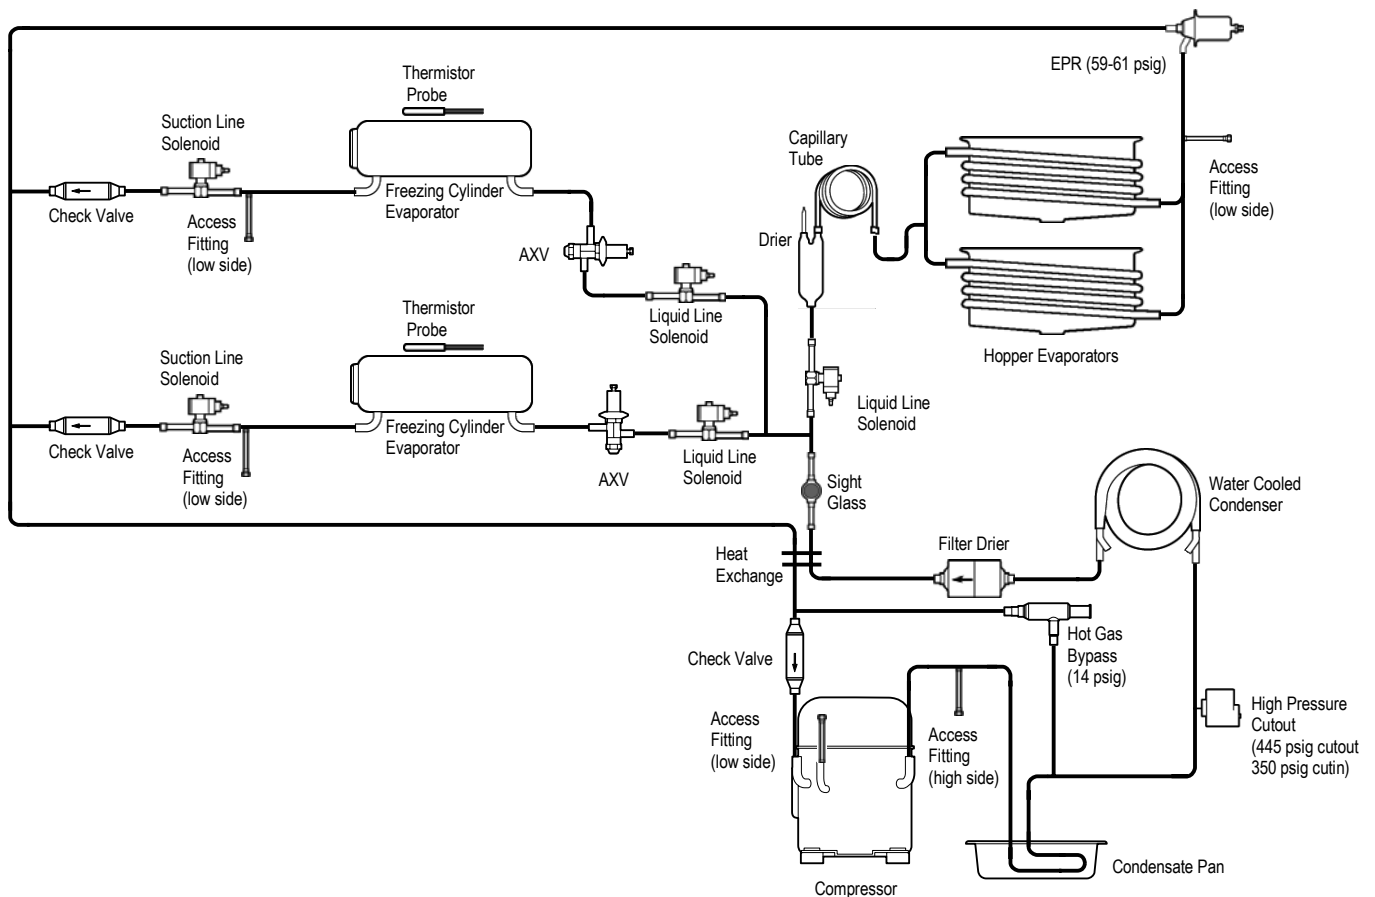 EPR (59-61 psig)
Thermistor
Probe
Suction Line
Solenoid
Capillary
Tube
Access
Fitting
(low side)
Freezing Cylinder
Evaporator
Check Valve
Access
Fitting
(low side)
Drier
AXV
Thermistor
Probe
Liquid Line
Solenoid
Hopper Evaporators
Suction Line
Solenoid
Liquid Line
Solenoid
Freezing Cylinder
Evaporator
Check Valve
Access
Fitting
(low side)
AXV
Liquid Line
Solenoid
Sight
Glass
Water Cooled
Condenser
Heat
Exchange
Filter Drier
Hot Gas
Bypass
(14 psig)
Check Valve
Access
Fitting
(low side)
Access
Fitting
(high side)
High Pressure
Cutout
(445 psig cutout
350 psig cutin)
Condensate Pan
Compressor